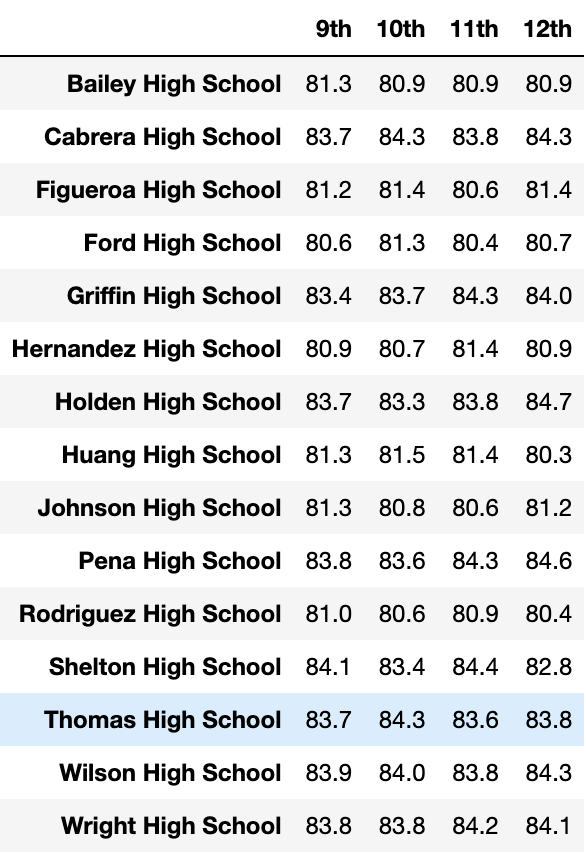 9th 10th 11th 12th
Bailey High School 81.3 80.9 80.9 80.9
Cabrera High School 83.7 84.3 83.8 84.3
Figueroa High School 81.2 81.4 80.6 81.4
Ford High School 80.6 81.3 80.4 80.7
Griffin High School 83.4 83.7 84.3 84.0
Hernandez High School 80.9 80.7 81.4 80.9
Holden High School 83.7 83.3 83.8 84.7
Huang High School 81.3 81.5 81.4 80.3
Johnson High School 81.3 80.8 80.6 81.2
Pena High School 83.8 83.6 84.3 84.6
Rodriguez High School 81.0 80.6 80.9 80.4
Shelton High School 84.1 83.4 84.4 82.8
Thomas High School 83.7 84.3 83.6 83.8
Wilson High School 83.9 84.0 83.8 84.3
Wright High School 83.8 83.8 84.2 84.1